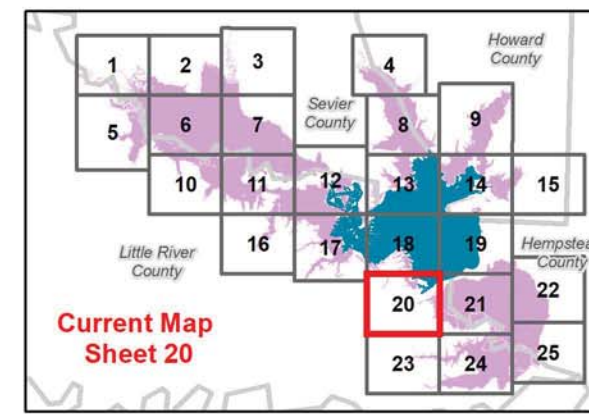 1 2 3 4 Howard
County
5 6 7 Sevier
County 8 9
10 11 12 13 14 15
Little River
County 16 17 18 19 Hempstea
County
Current Map
Sheet 20
20 21 22
23 24 25